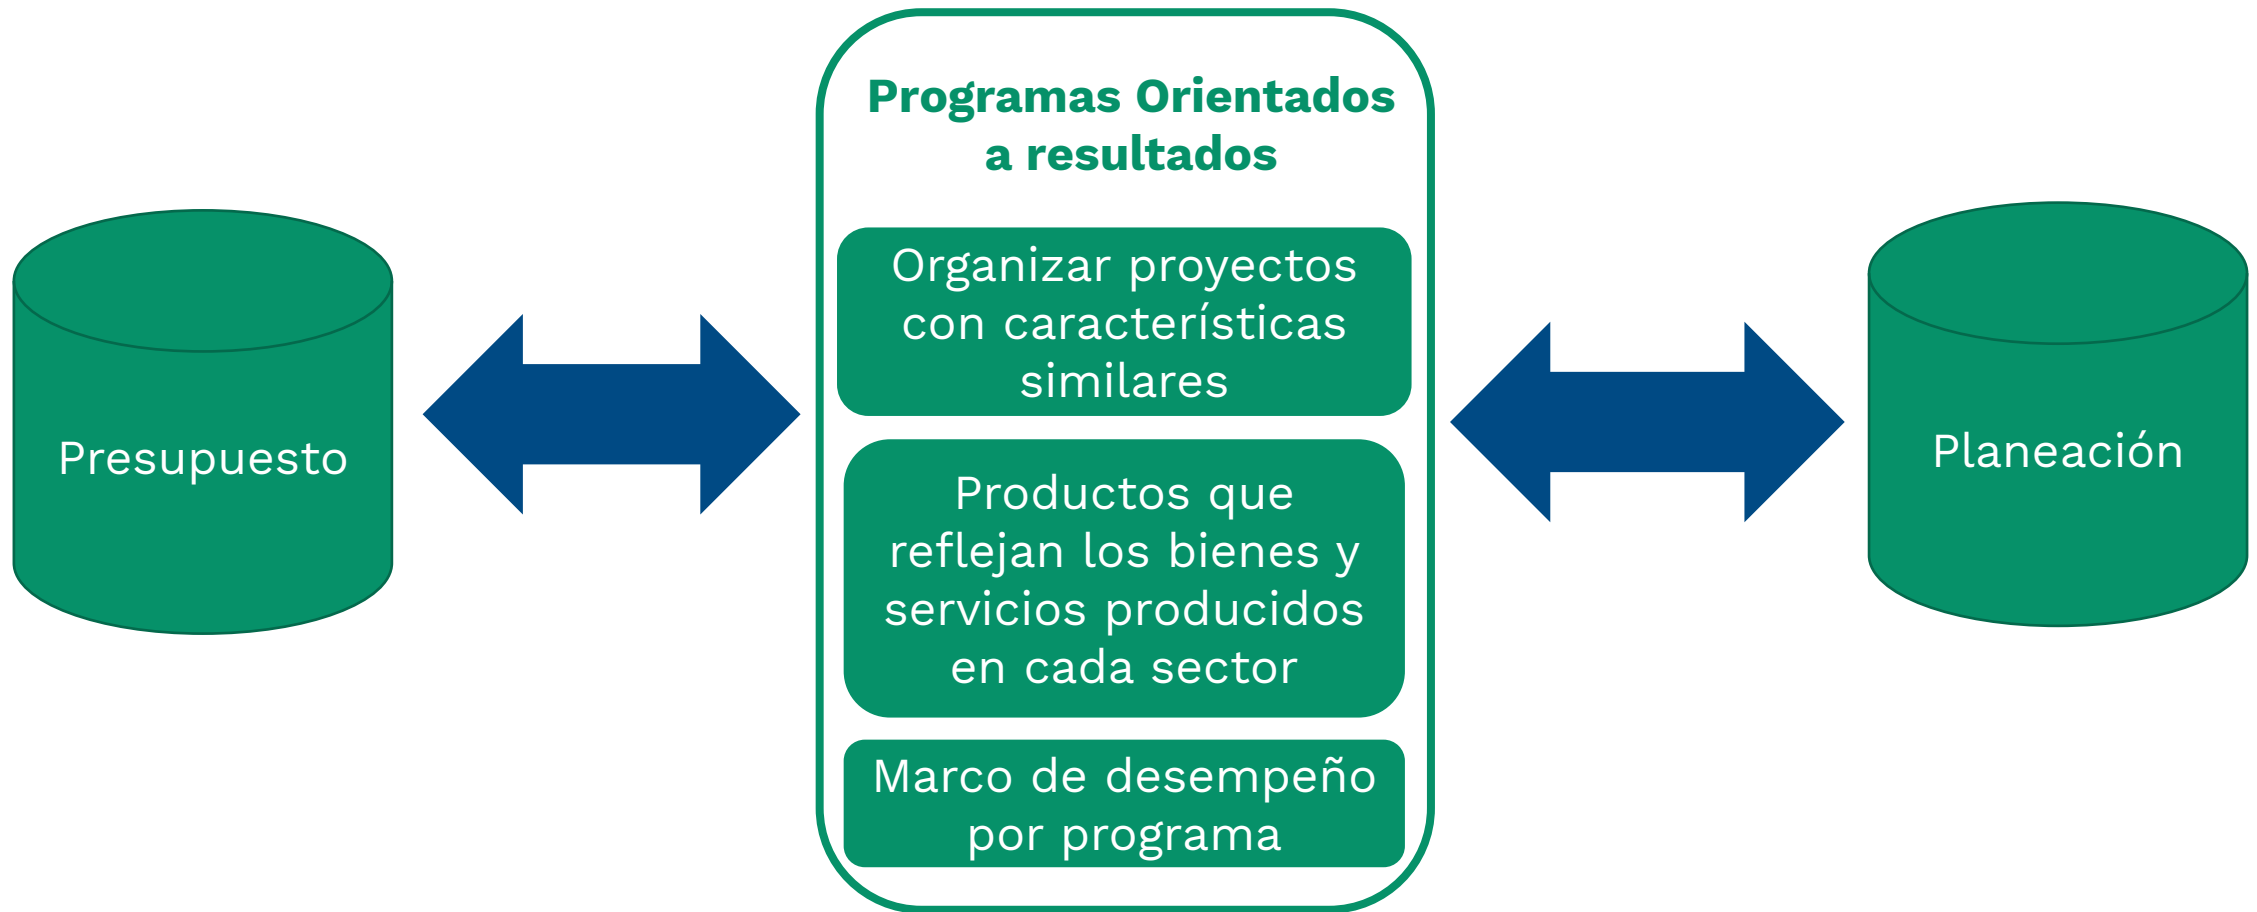 Presupuesto
Programas Orientados
a resultados
Organizar proyectos
con características
similares
Productos que
reflejan los bienes y
servicios producidos
en cada sector
Marco de desempeño
por programa
Planeación